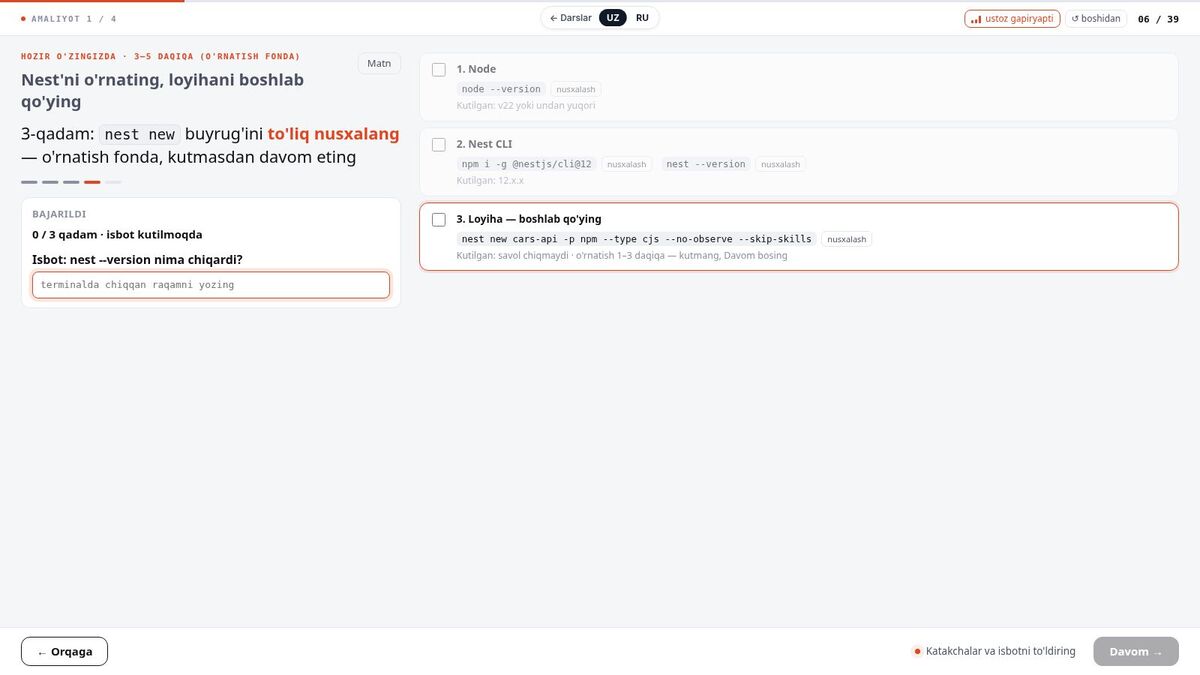 AMALIYOT 1 / 4
← Darslar UZ RU
ustoz gapiryapti
↺ boshidan
06 / 39
HOZIR O'ZINGIZDA · 3–5 DAQIQA (O'RNATISH FONDA)
Matn
Nest'ni o'rnating, loyihani boshlab
qo'ying
3-qadam: nest new buyrug'ini to'liq nusxalang
— o'rnatish fonda, kutmasdan davom eting
BAJARILDI
0 / 3 qadam · isbot kutilmoqda
Isbot: nest --version nima chiqardi?
terminalda chiqqan raqamni yozing
1. Node
node --version nusxalash
Kutilgan: v22 yoki undan yuqori
2. Nest CLI
npm i -g @nestjs/cli@12 nusxalash nest --version nusxalash
Kutilgan: 12.x.x
3. Loyiha — boshlab qo'ying
nest new cars-api -p npm --type cjs --no-observe --skip-skills nusxalash
Kutilgan: savol chiqmaydi · o'rnatish 1–3 daqiqa — kutmang, Davom bosing
← Orqaga
Katakchalar va isbotni to'ldiring
Davom →